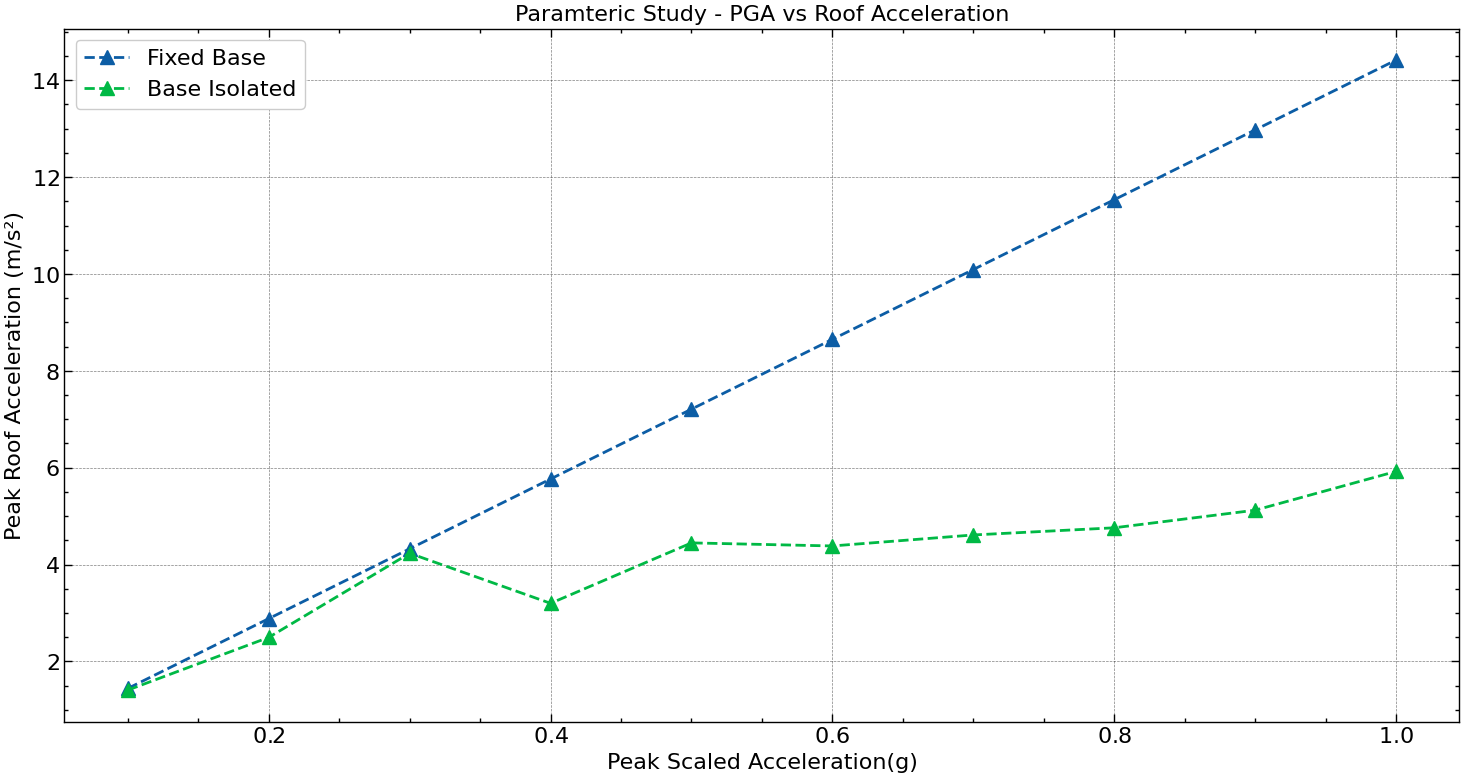 Paramteric Study - PGA vs Roof Acceleration
Fixed Base
Base Isolated
Peak Roof Acceleration (m/s²)
14
12
10
8
6
4
2
0.2
0.4
0.6
0.8
1.0
Peak Scaled Acceleration(g)